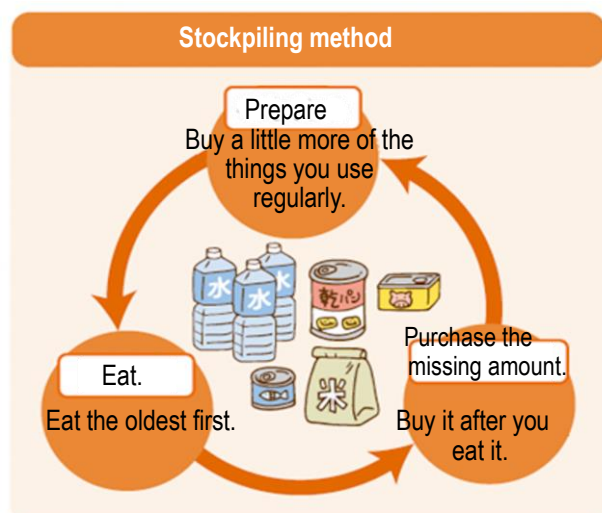 Stockpiling method
Prepare
Buy a little more of the
things you use
regularly.
水
水
水
乾パン
米
Eat.
Eat the oldest first.
Purchase the
missing amount.
Buy it after you
eat it.